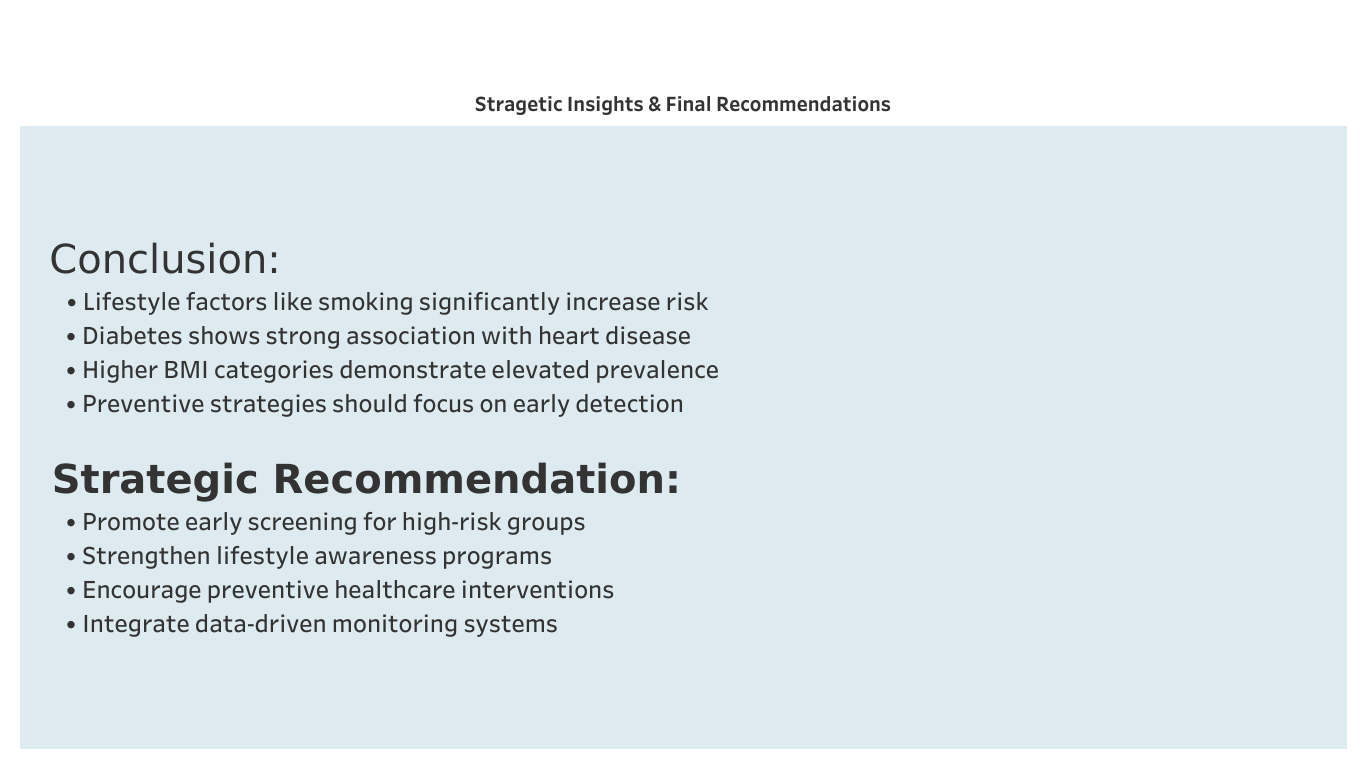 Stragetic Insights & Final Recommendations
Conclusion:
• Lifestyle factors like smoking significantly increase risk
• Diabetes shows strong association with heart disease
• Higher BMI categories demonstrate elevated prevalence
• Preventive strategies should focus on early detection
Strategic Recommendation:
• Promote early screening for high-risk groups
• Strengthen lifestyle awareness programs
• Encourage preventive healthcare interventions
• Integrate data-driven monitoring systems